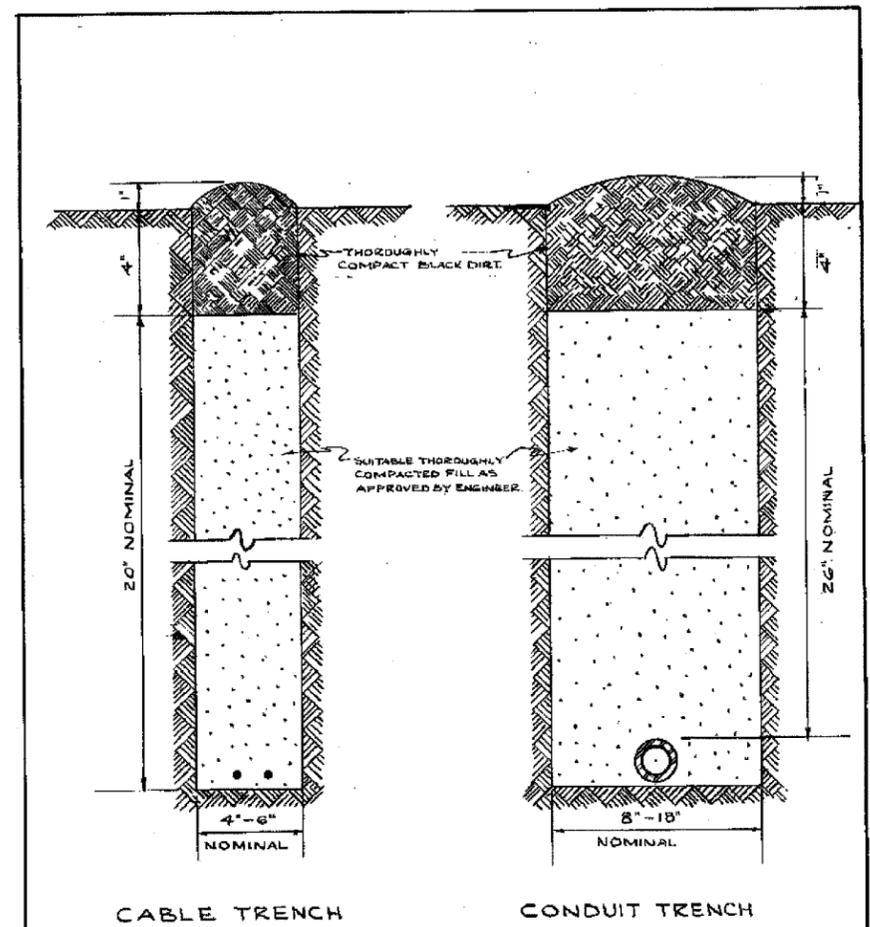 1"
4"
20" NOMINAL
THOROUGHLY
COMPACT BLACK DIRT.
SUITABLE THOROUGHLY
COMPACTED FILL AS
APPROVED BY ENGINEER.
1"
4"
26" NOMINAL
4"-6"
NOMINAL
8"-18"
NOMINAL
CABLE TRENCH
CONDUIT TRENCH